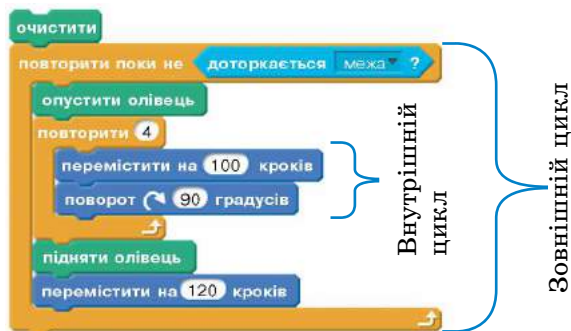 очистити
повторити поки не доторкається межа ?
опустити олівець
повторити 4
перемістити на 100 кроків
поворот 90 градусів
підняти олівець
перемістити на 120 кроків
Внутрішній
цикл
Зовнішній цикл